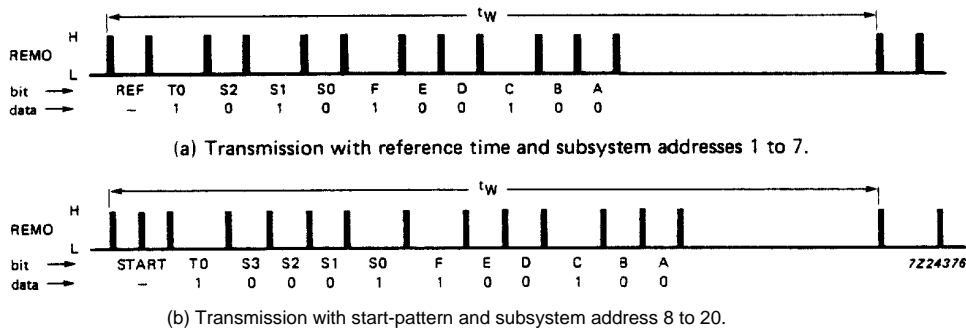 tW
H
REMO
L
bit → REF T0 S2 S1 S0 F E D C B A
data → – 1 0 1 0 1 0 0 1 0 0
(a) Transmission with reference time and subsystem addresses 1 to 7.
tW
H
REMO
L
bit → START T0 S3 S2 S1 S0 F E D C B A 7Z24376
data → – 1 0 0 0 1 1 0 0 1 0 0
(b) Transmission with start-pattern and subsystem address 8 to 20.